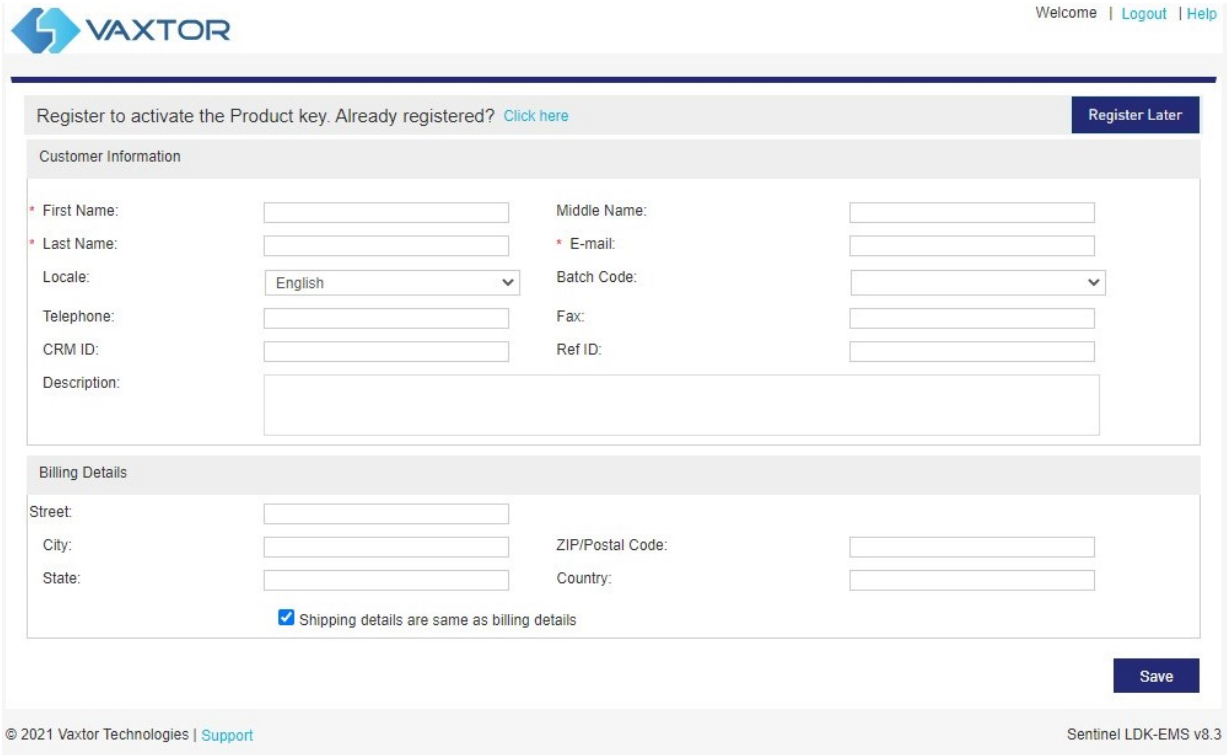 VAXTOR
Welcome | Logout | Help
Register to activate the Product key. Already registered? Click here
Register Later
Customer Information
* First Name:
Middle Name:
* Last Name:
* E-mail:
Locale: English
Batch Code:
Telephone:
Fax:
CRM ID:
Ref ID:
Description:
Billing Details
Street:
City:
ZIP/Postal Code:
State:
Country:
Shipping details are same as billing details
Save
© 2021 Vaxtor Technologies | Support
Sentinel LDK-EMS v8.3